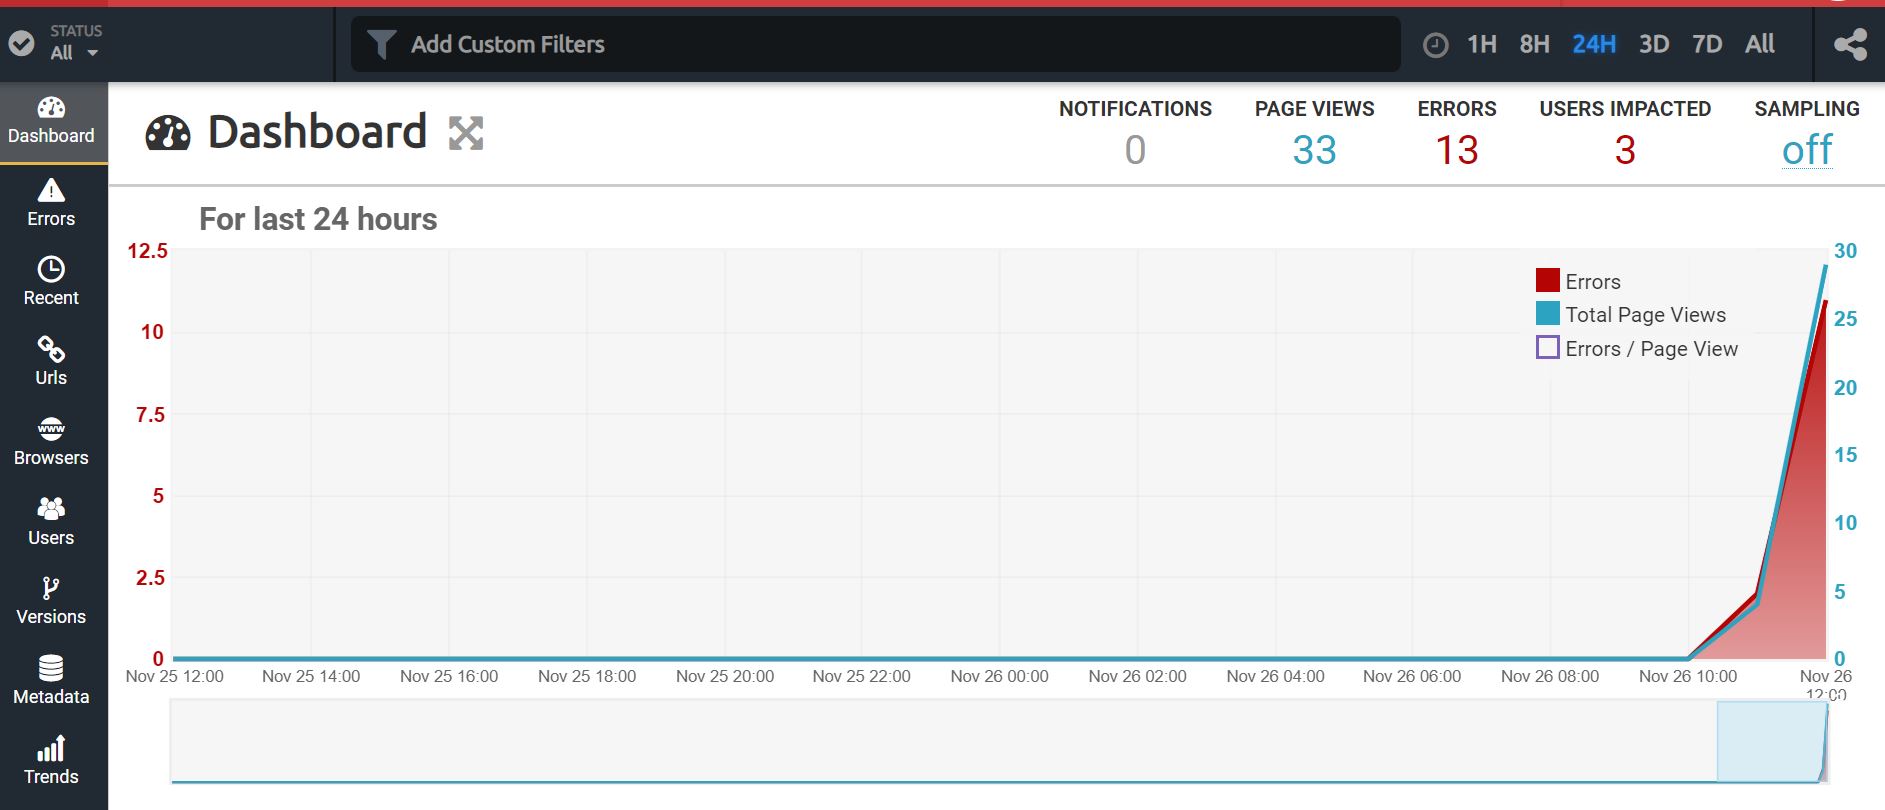 STATUS
All
Add Custom Filters
1H 8H 24H 3D 7D All
Dashboard
Errors
Recent
Urls
www
Browsers
Users
Versions
Metadata
Trends
Dashboard
NOTIFICATIONS PAGE VIEWS ERRORS USERS IMPACTED SAMPLING
0 33 13 3 off
For last 24 hours
12.5
10
7.5
5
2.5
0
Errors
Total Page Views
Errors / Page View
30
25
20
15
10
5
0
Nov 25 12:00 Nov 25 14:00 Nov 25 16:00 Nov 25 18:00 Nov 25 20:00 Nov 25 22:00 Nov 26 00:00 Nov 26 02:00 Nov 26 04:00 Nov 26 06:00 Nov 26 08:00 Nov 26 10:00 Nov 26
12:00